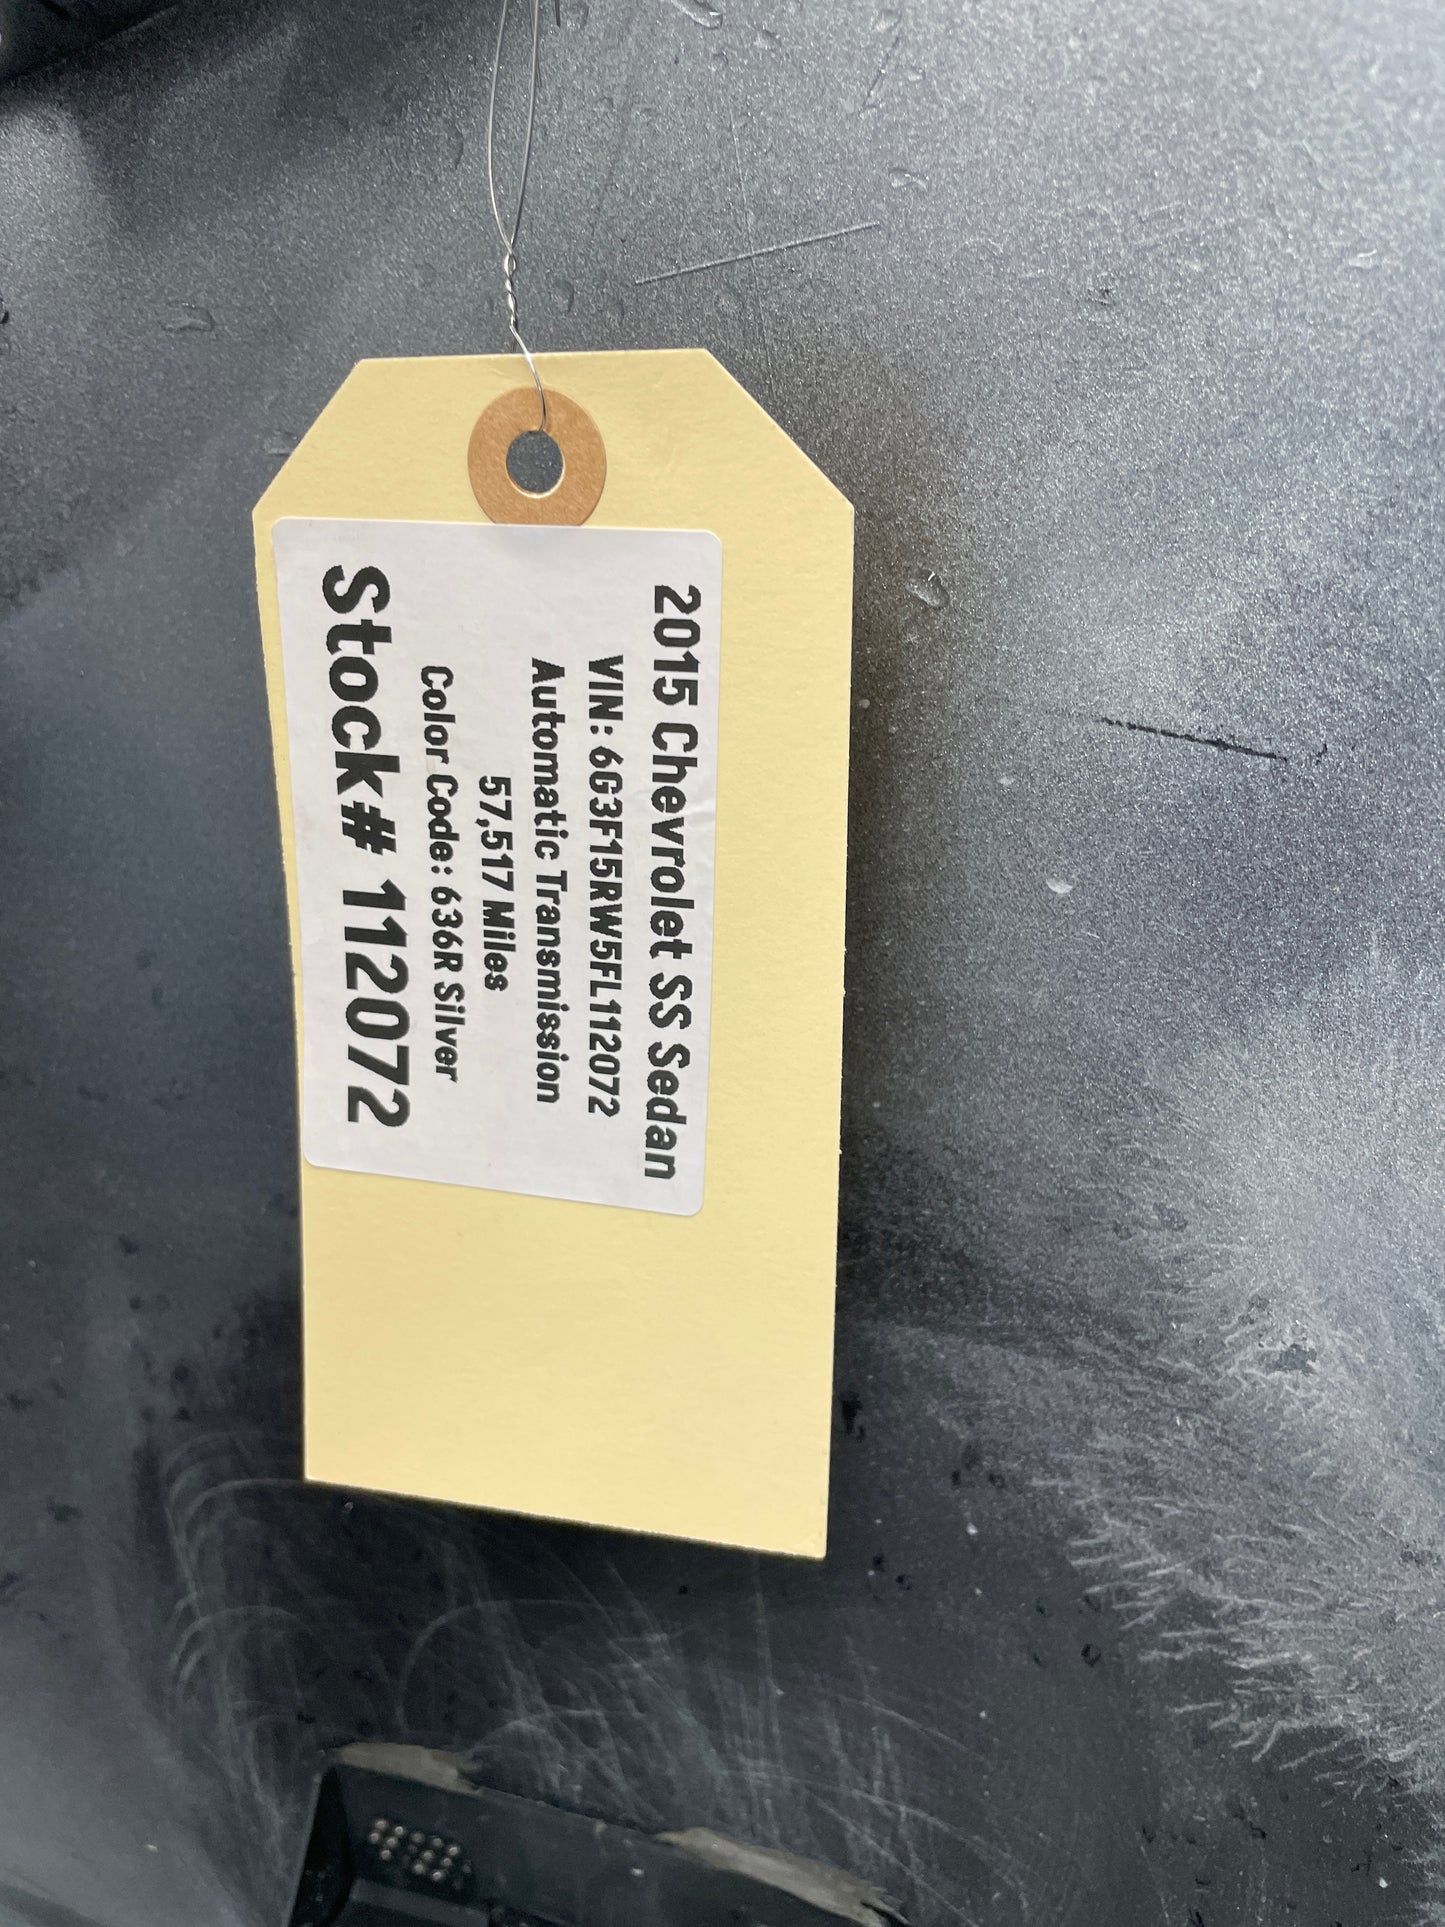 2015 Chevrolet SS Sedan
VIN: 6G3F15RW5FL112072
Automatic Transmission
57,517 Miles
Color Code: 636R Silver
Stock# 112072